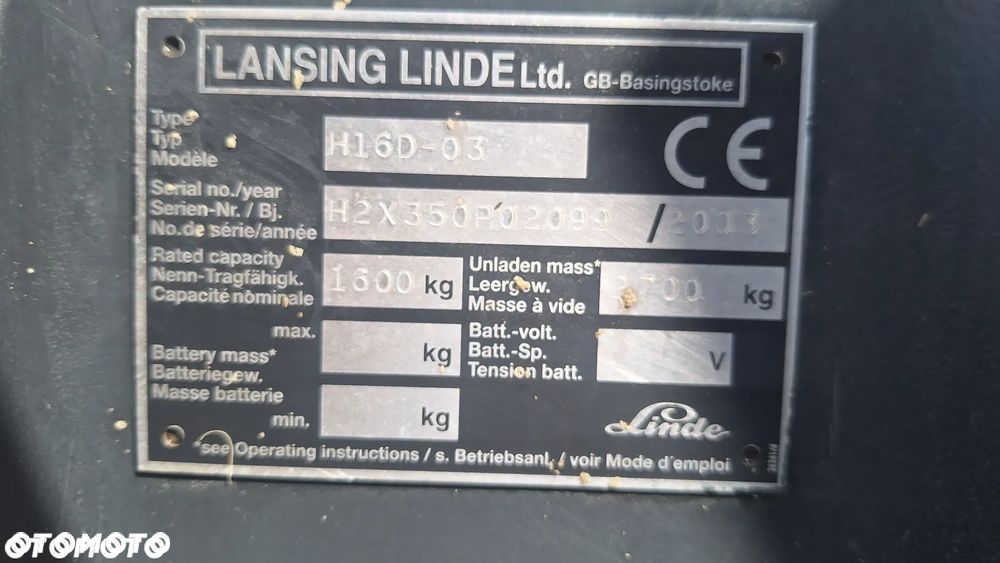 LANSING LINDE Ltd. GB-Basingstoke
Type
Typ
Modèle
H16D-03
CE
Serial no./year
Serien-Nr. / Bj.
No.de série/année
H2X350P02099 / 2003
Rated capacity
Nenn-Tragfähigk.
Capacité nominale
1600 kg
Unladen mass*
Leergew.
Masse à vide
kg
max.
kg
Battery mass*
Batteriegew.
Masse batterie
min.
kg
Batt.-volt.
Batt.-Sp.
Tension batt.
V
Linde
*see Operating instructions / s. Betriebsanl. / voir Mode d'emploi
OTOMOTO